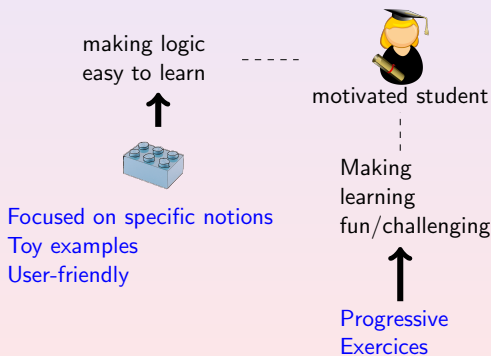 making logic
easy to learn
motivated student
Making
learning
fun/challenging
Focused on specific notions
Toy examples
User-friendly
Progressive
Exercices